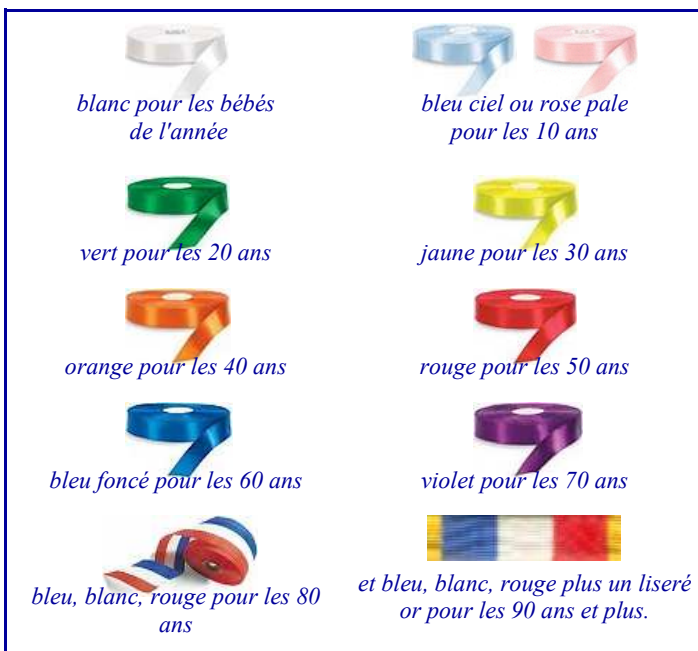 blanc pour les bébés
de l'année
bleu ciel ou rose pale
pour les 10 ans
vert pour les 20 ans
jaune pour les 30 ans
orange pour les 40 ans
rouge pour les 50 ans
bleu foncé pour les 60 ans
violet pour les 70 ans
bleu, blanc, rouge pour les 80
ans
et bleu, blanc, rouge plus un liseré
or pour les 90 ans et plus.